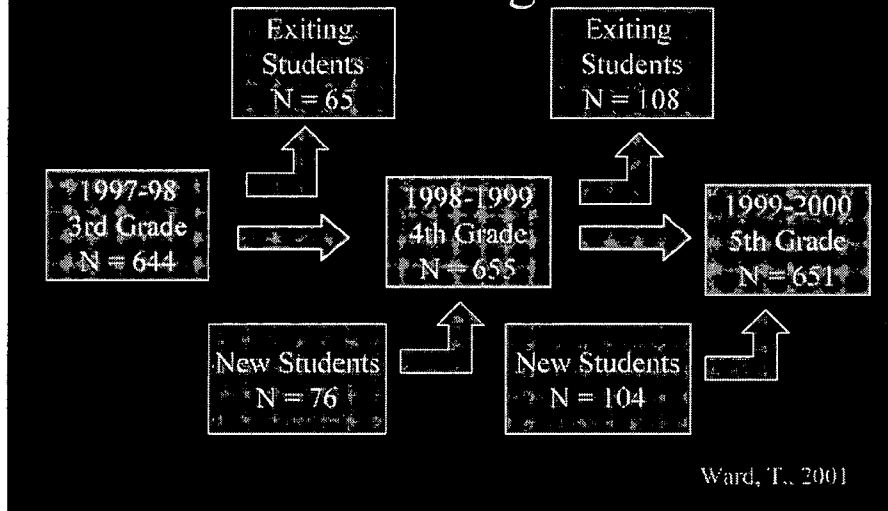 Exiting
Students
N = 65
Exiting
Students
N = 108
1997-98
3rd Grade
N = 644
1998-1999
4th Grade
N = 655
1999-2000
5th Grade
N = 651
New Students
N = 76
New Students
N = 104
Ward, T., 2001